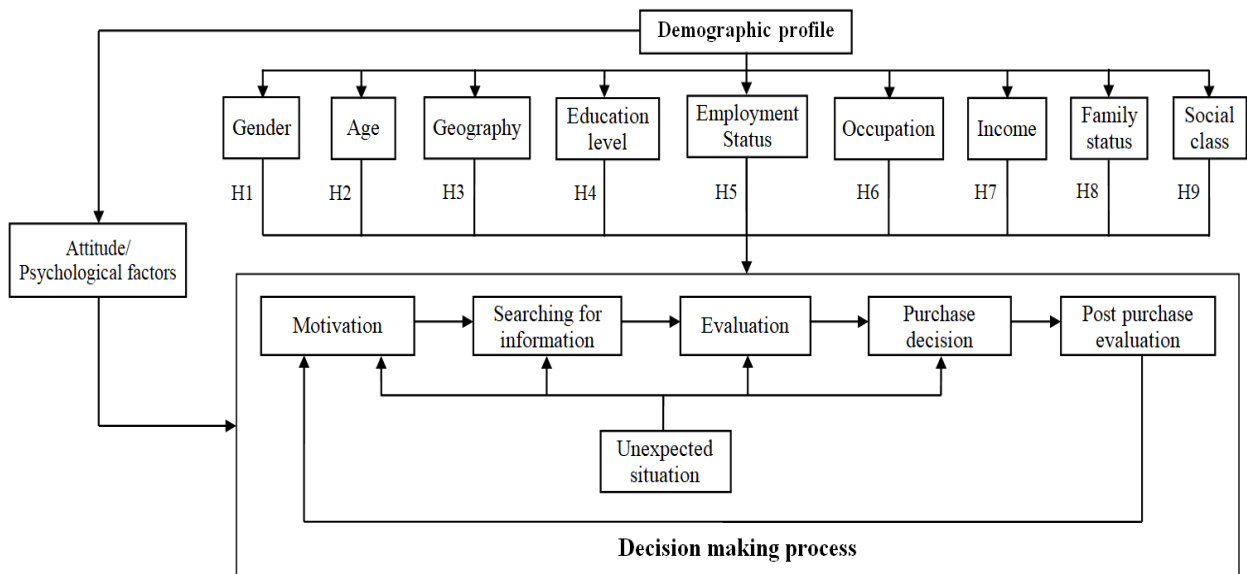 Demographic profile
Gender
Age
Geography
Education
level
Employment
Status
Occupation
Income
Family
status
Social
class
H1
H2
H3
H4
H5
H6
H7
H8
H9
Attitude/
Psychological factors
Motivation
Searching for
information
Evaluation
Purchase
decision
Post purchase
evaluation
Unexpected
situation
Decision making process